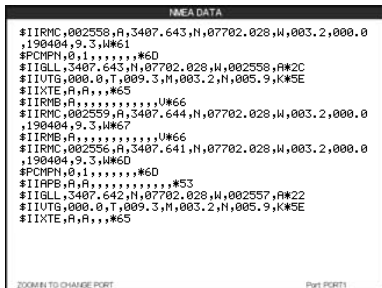 NMEA DATA
$IIRMC,002558,A,3407.643,N,07702.028,W,003.2,000.0
,190404,9.3,W*61
$PCMPN,0,1,,,,,,,*6D
$IIGLL,3407.643,N,07702.028,W,002558,A*2C
$IIVTG,000.0,T,009.3,M,003.2,N,005.9,K*5E
$IIXTE,A,A,,,*65
$IIRMB,A,,,,,,,,,,,,V*66
$IIRMC,002559,A,3407.644,N,07702.028,W,003.2,000.0
,190404,9.3,W*67
$IIRMB,A,,,,,,,,,,,,V*66
$IIRMC,002556,A,3407.641,N,07702.028,W,003.2,000.0
,190404,9.3,W*6D
$PCMPN,0,1,,,,,,,*6D
$IIAPB,A,A,,,,,,,,,,,,*53
$IIGLL,3407.642,N,07702.028,W,002557,A*22
$IIVTG,000.0,T,009.3,M,003.2,N,005.9,K*5E
$IIXTE,A,A,,,*65
ZOOM IN TO CHANGE PORT
Port PORT1